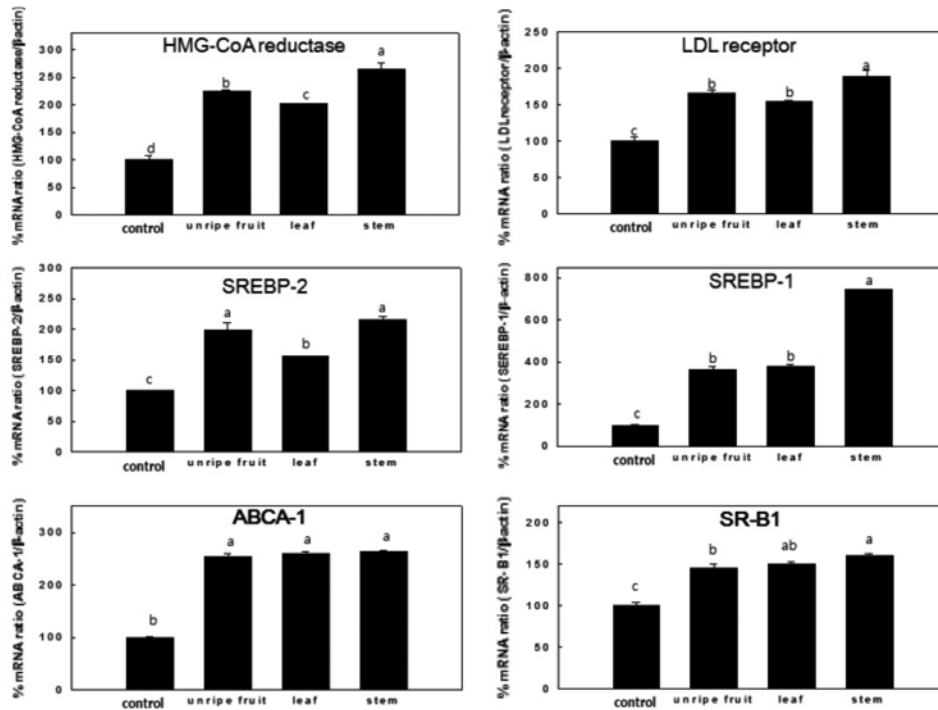 HMG-CoA reductase
% mRNA ratio (HMG-CoA reductase/β-actin)
300
250
200
150
100
50
0
d
b
c
a
control unripe fruit leaf stem
LDL receptor
% mRNA ratio (LDL receptor/β-actin)
250
200
150
100
50
0
c
b
b
a
control unripe fruit leaf stem
SREBP-2
% mRNA ratio (SREBP-2/β-actin)
300
200
150
100
50
0
c
a
b
a
control unripe fruit leaf stem
SREBP-1
% mRNA ratio (SEREBP-1/β-actin)
800
600
400
200
0
c
b
b
a
control unripe fruit leaf stem
ABCA-1
% mRNA ratio (ABCA-1/β-actin)
300
200
100
0
b
a
a
a
control unripe fruit leaf stem
SR-B1
% mRNA ratio (SR-B1/β-actin)
200
150
100
50
0
c
b
ab
a
control unripe fruit leaf stem